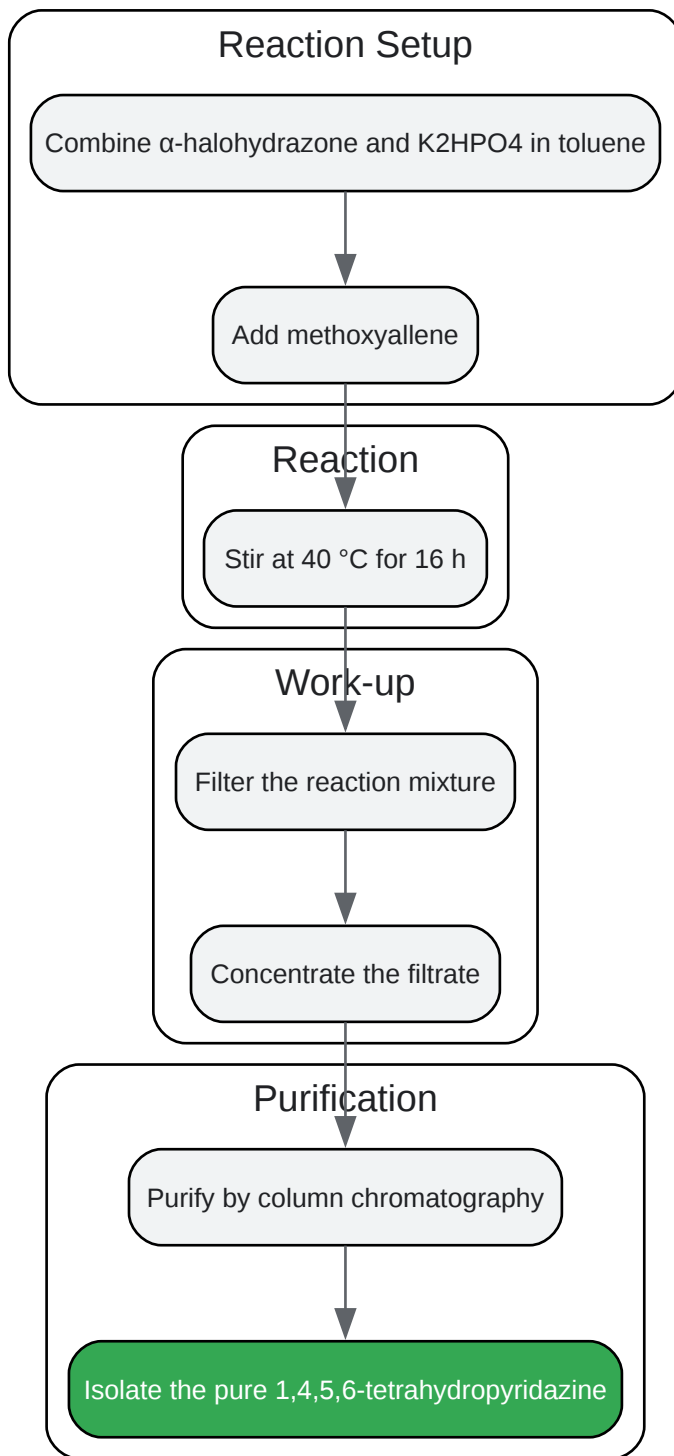 Reaction Setup
Combine α-halohydrazone and K2HPO4 in toluene
Add methoxyallene
Reaction
Stir at 40 °C for 16 h
Work-up
Filter the reaction mixture
Concentrate the filtrate
Purification
Purify by column chromatography
Isolate the pure 1,4,5,6-tetrahydropyridazine